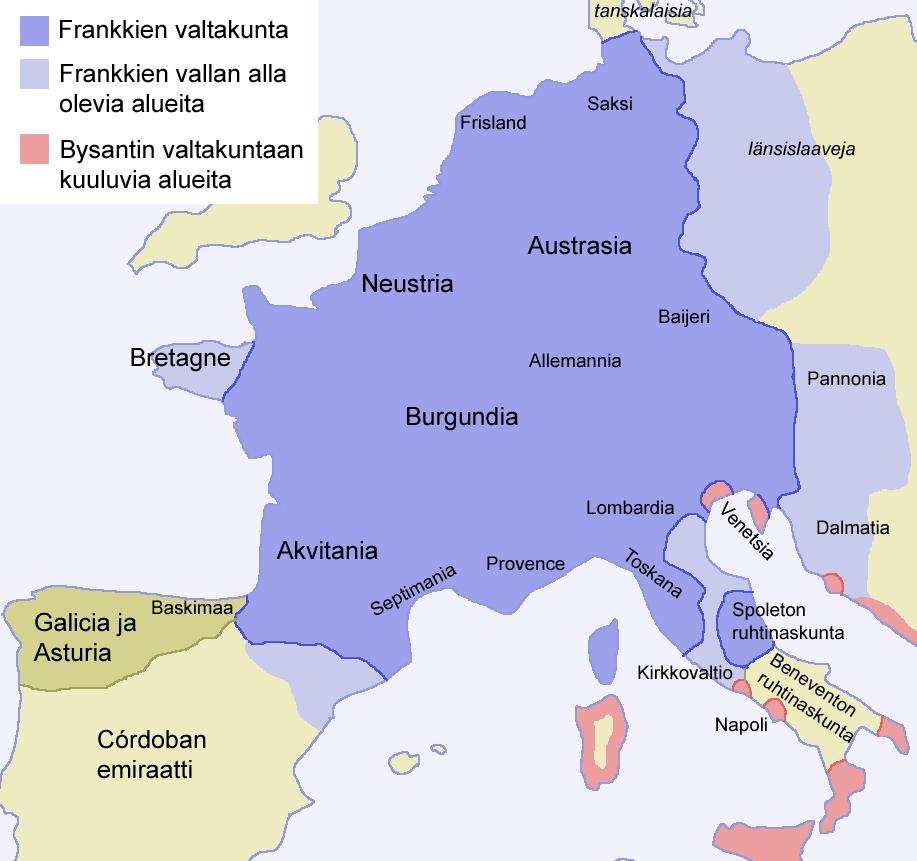 Frankkien valtakunta
Frankkien vallan alla
olevia alueita
Bysantin valtakuntaan
kuuluvia alueita
tanskalaisia
Saksi
Frisland
länsislaaveja
Austrasia
Neustria
Baijeri
Bretagne
Allemannia
Pannonia
Burgundia
Lombardia
Venetsia
Dalmatia
Akvitania
Provence
Toskana
Septimania
Baskimaa
Galicia ja
Asturia
Spoleton
ruhtinaskunta
Kirkkovaltio
Beneventon
ruhtinaskunta
Napoli
Córdoban
emiraatti